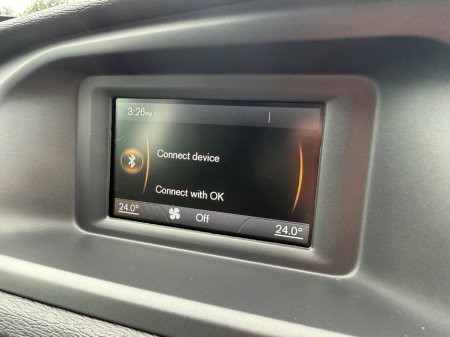 3:26PM
Connect device
Connect with OK
24.0°
Off
24.0°